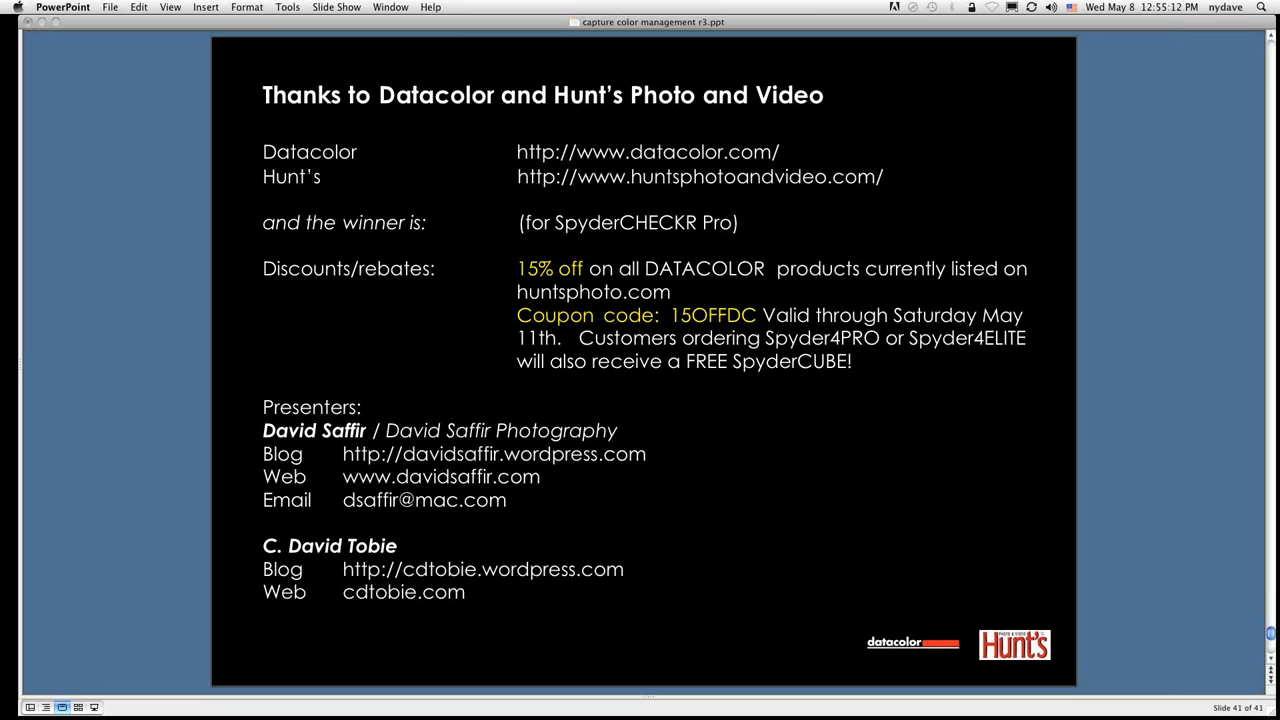 PowerPoint File Edit View Insert Format Tools Slide Show Window Help Wed May 8 12:55:12 PM nydave
capture color management r3.ppt
Thanks to Datacolor and Hunt's Photo and Video
Datacolor http://www.datacolor.com/
Hunt's http://www.huntsphotoandvideo.com/
and the winner is: (for SpyderCHECKR Pro)
Discounts/rebates: 15% off on all DATACOLOR products currently listed on
huntsphoto.com
Coupon code: 15OFFDC Valid through Saturday May
11th. Customers ordering Spyder4PRO or Spyder4ELITE
will also receive a FREE SpyderCUBE!
Presenters:
David Saffir / David Saffir Photography
Blog http://davidsaffir.wordpress.com
Web www.davidsaffir.com
Email dsaffir@mac.com
C. David Tobie
Blog http://cdtobie.wordpress.com
Web cdtobie.com
datacolor
PHOTO & VIDEO
Hunt's
Slide 41 of 41